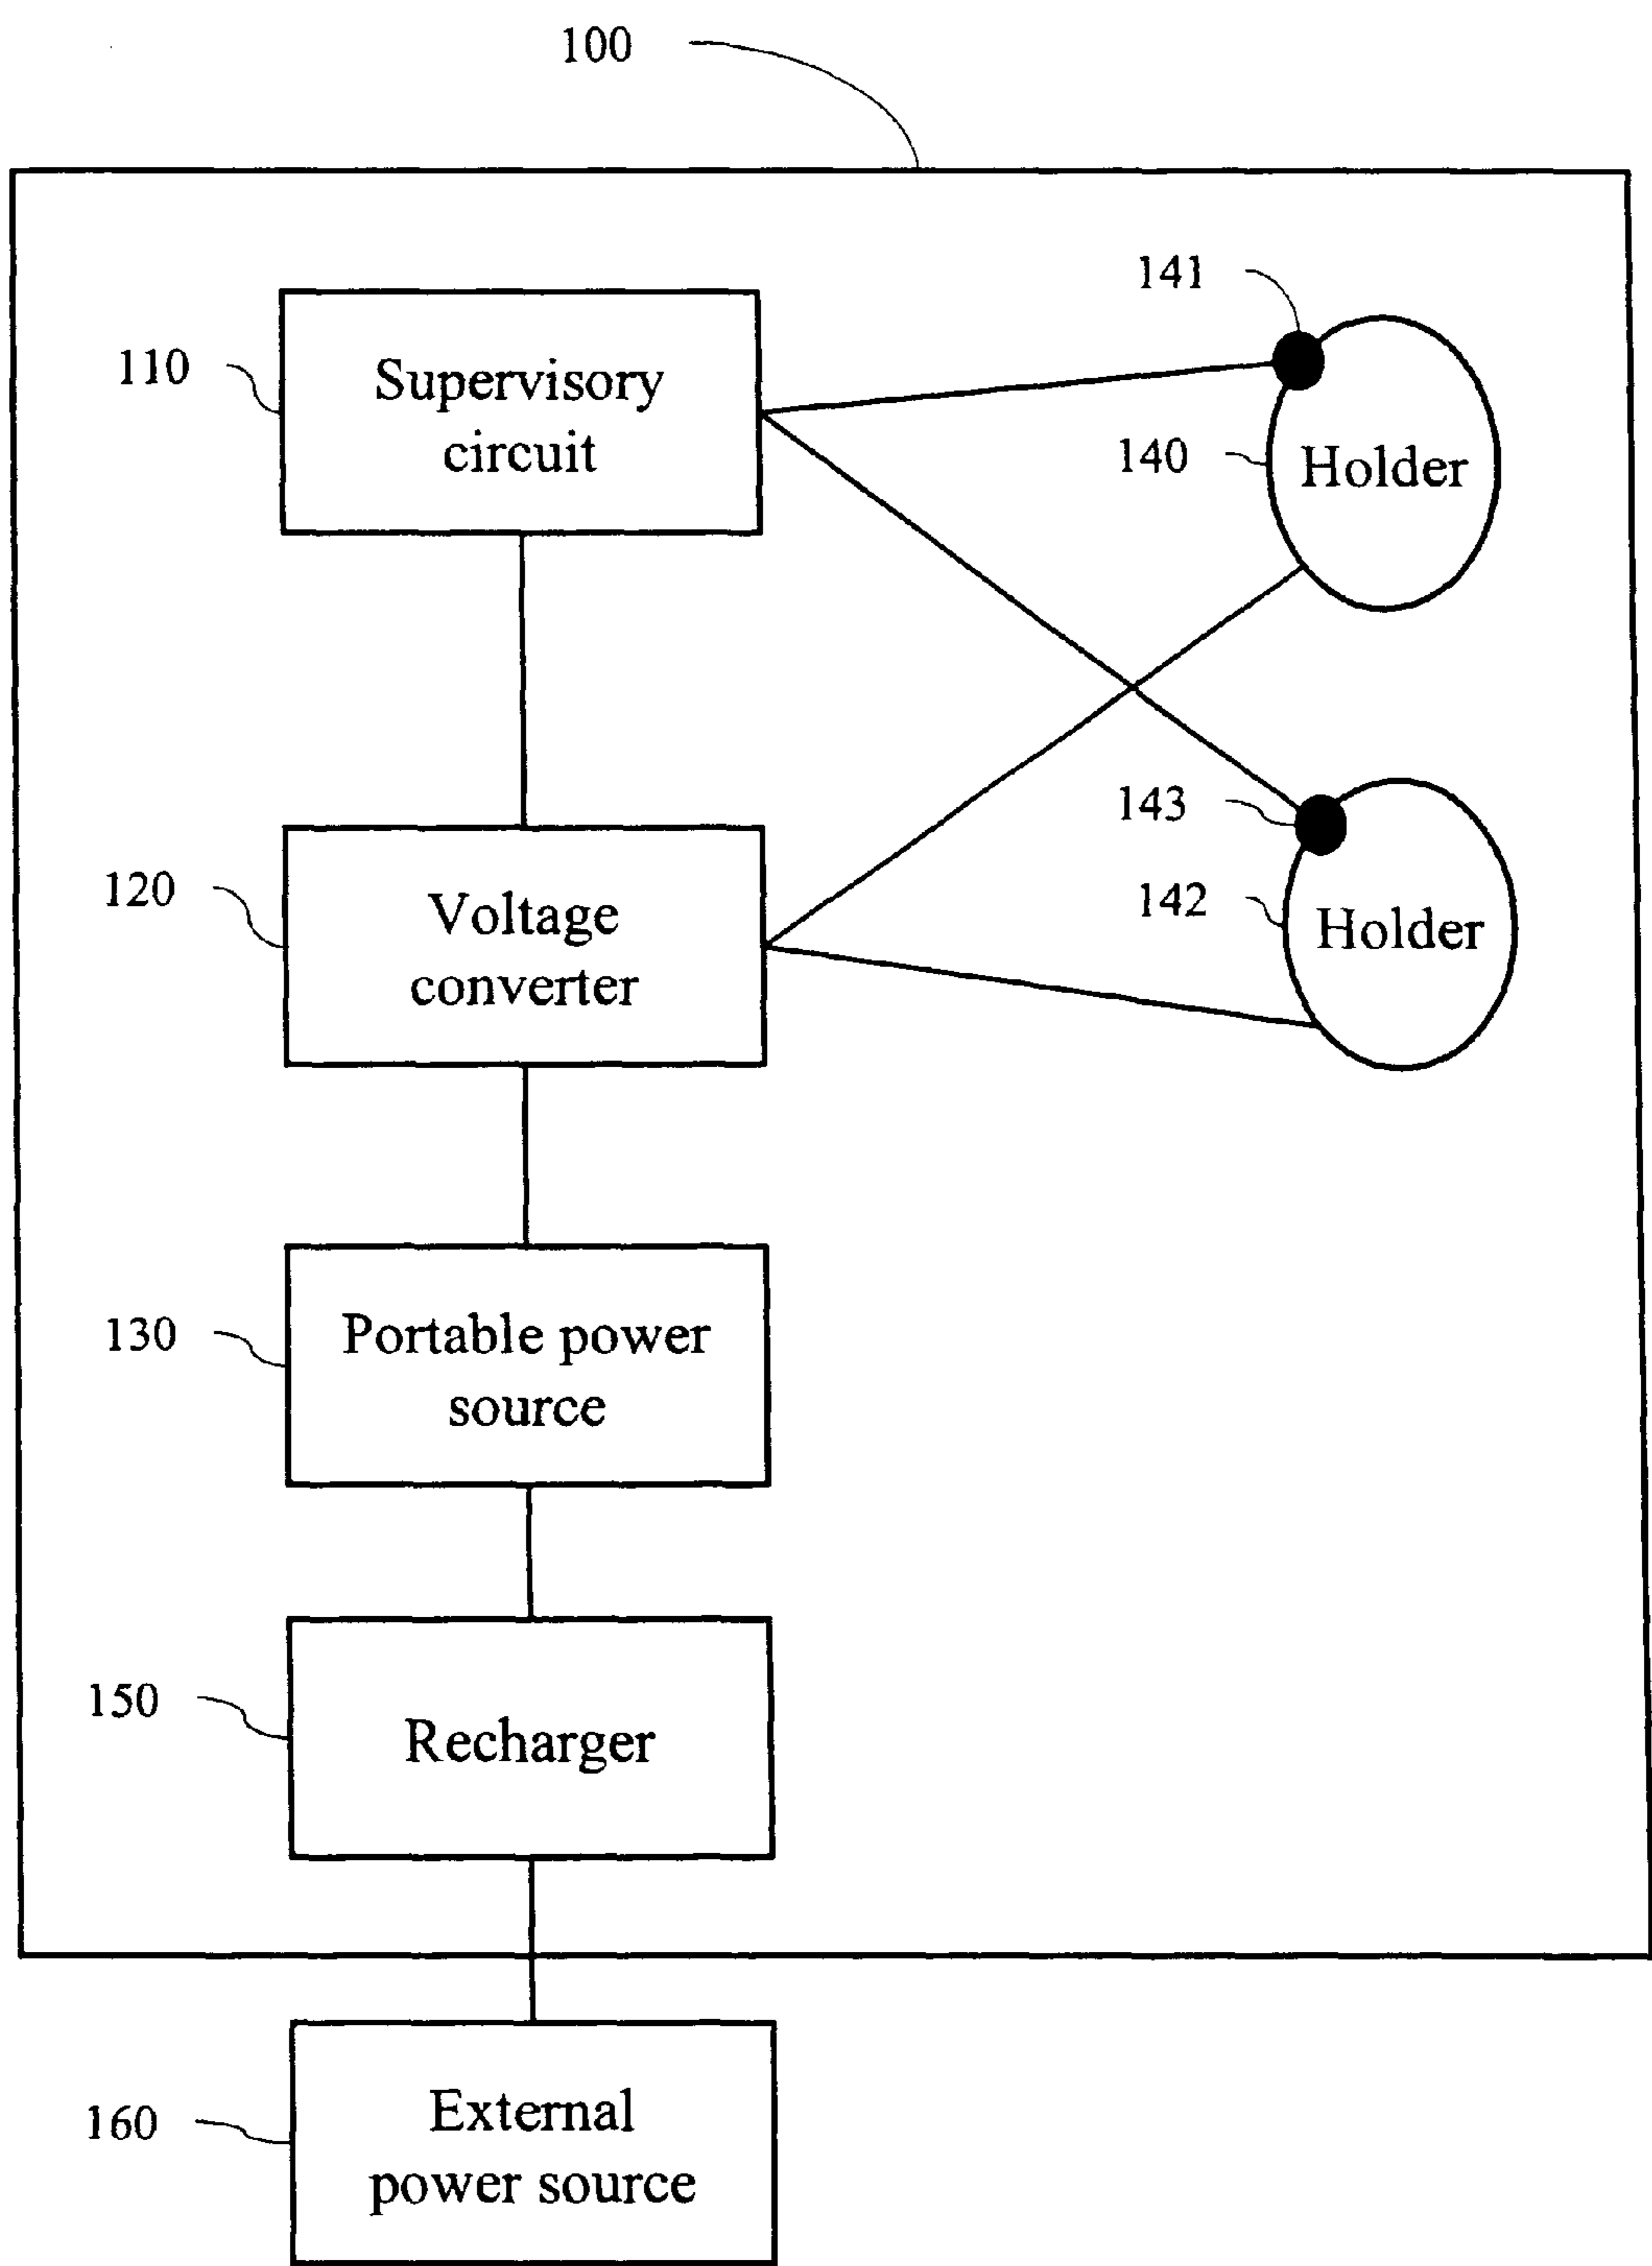 100
141
110
Supervisory
circuit
140
Holder
143
120
Voltage
converter
142
Holder
130
Portable power
source
150
Recharger
160
External
power source